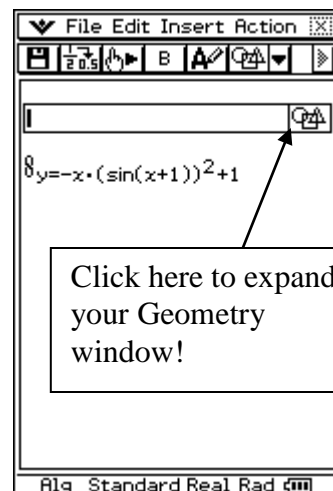 File Edit Insert Action
B
8y=-x·(sin(x+1))²+1
Click here to expand
your Geometry
window!
Alg Standard Real Rad